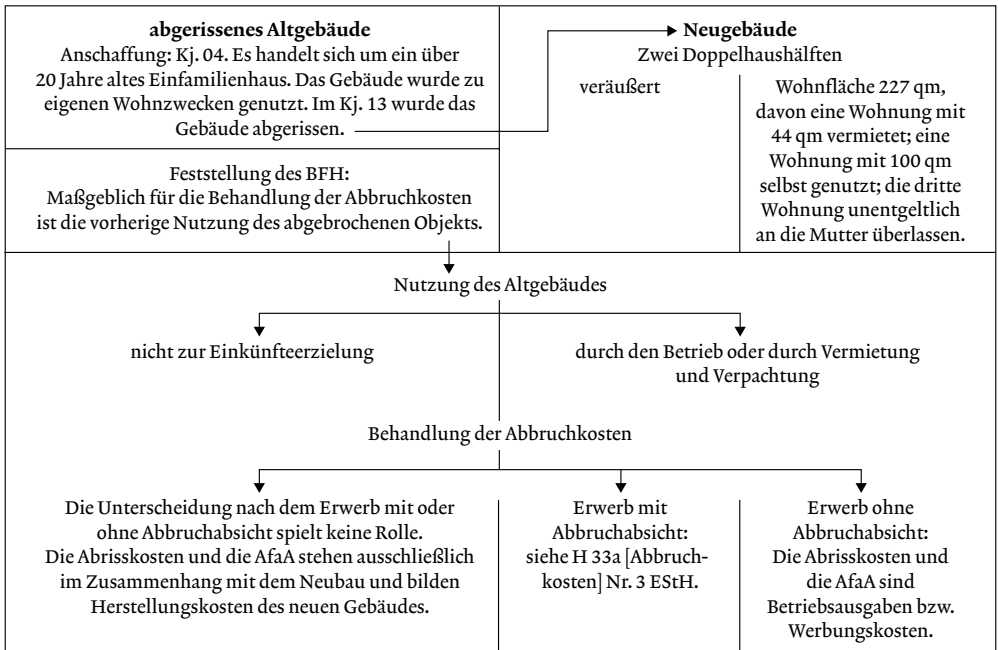 abgerissenes Altgebäude
Anschaffung: Kj. 04. Es handelt sich um ein über
20 Jahre altes Einfamilienhaus. Das Gebäude wurde zu
eigenen Wohnzwecken genutzt. Im Kj. 13 wurde das
Gebäude abgerissen.
Neugebäude
Zwei Doppelhaushälften
veräußert
Wohnfläche 227 qm,
davon eine Wohnung mit
44 qm vermietet; eine
Wohnung mit 100 qm
selbst genutzt; die dritte
Wohnung unentgeltlich
an die Mutter überlassen.
Feststellung des BFH:
Maßgeblich für die Behandlung der Abbruchkosten
ist die vorherige Nutzung des abgebrochenen Objekts.
Nutzung des Altgebäudes
nicht zur Einkünfteerzielung
durch den Betrieb oder durch Vermietung
und Verpachtung
Behandlung der Abbruchkosten
Die Unterscheidung nach dem Erwerb mit oder
ohne Abbruchabsicht spielt keine Rolle.
Die Abrisskosten und die AfaA stehen ausschließlich
im Zusammenhang mit dem Neubau und bilden
Herstellungskosten des neuen Gebäudes.
Erwerb mit
Abbruchabsicht:
siehe H 33a [Abbruch-
kosten] Nr. 3 EStH.
Erwerb ohne
Abbruchabsicht:
Die Abrisskosten und
die AfaA sind
Betriebsausgaben bzw.
Werbungskosten.